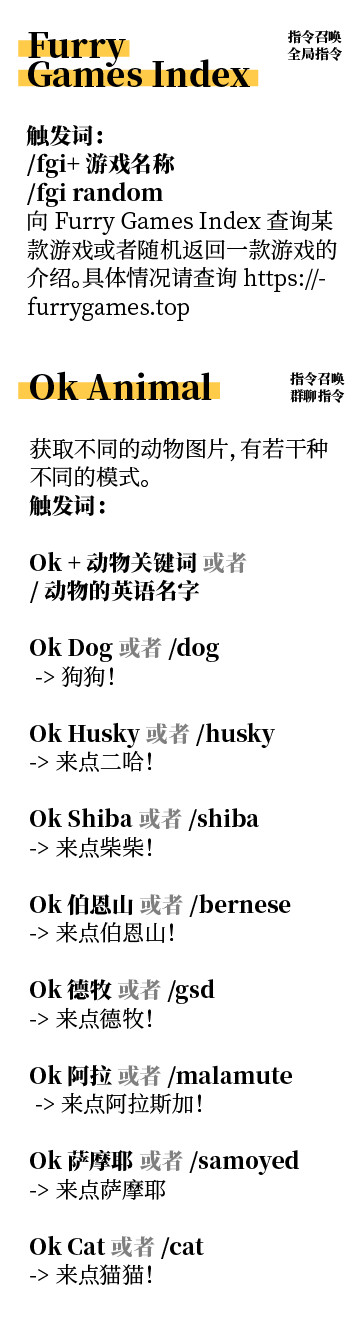 Furry
Games Index
指令召唤
全局指令
触发词：
/fgi+ 游戏名称
/fgi random
向 Furry Games Index 查询某
款游戏或者随机返回一款游戏的
介绍。具体情况请查询 https://-
furrygames.top
Ok Animal
指令召唤
群聊指令
获取不同的动物图片，有若干种
不同的模式。
触发词：
Ok + 动物关键词 或者
/ 动物的英语名字
Ok Dog 或者 /dog
-> 狗狗！
Ok Husky 或者 /husky
-> 来点二哈！
Ok Shiba 或者 /shiba
-> 来点柴柴！
Ok 伯恩山 或者 /bernese
-> 来点伯恩山！
Ok 德牧 或者 /gsd
-> 来点德牧！
Ok 阿拉 或者 /malamute
-> 来点阿拉斯加！
Ok 萨摩耶 或者 /samoyed
-> 来点萨摩耶
Ok Cat 或者 /cat
-> 来点猫猫！